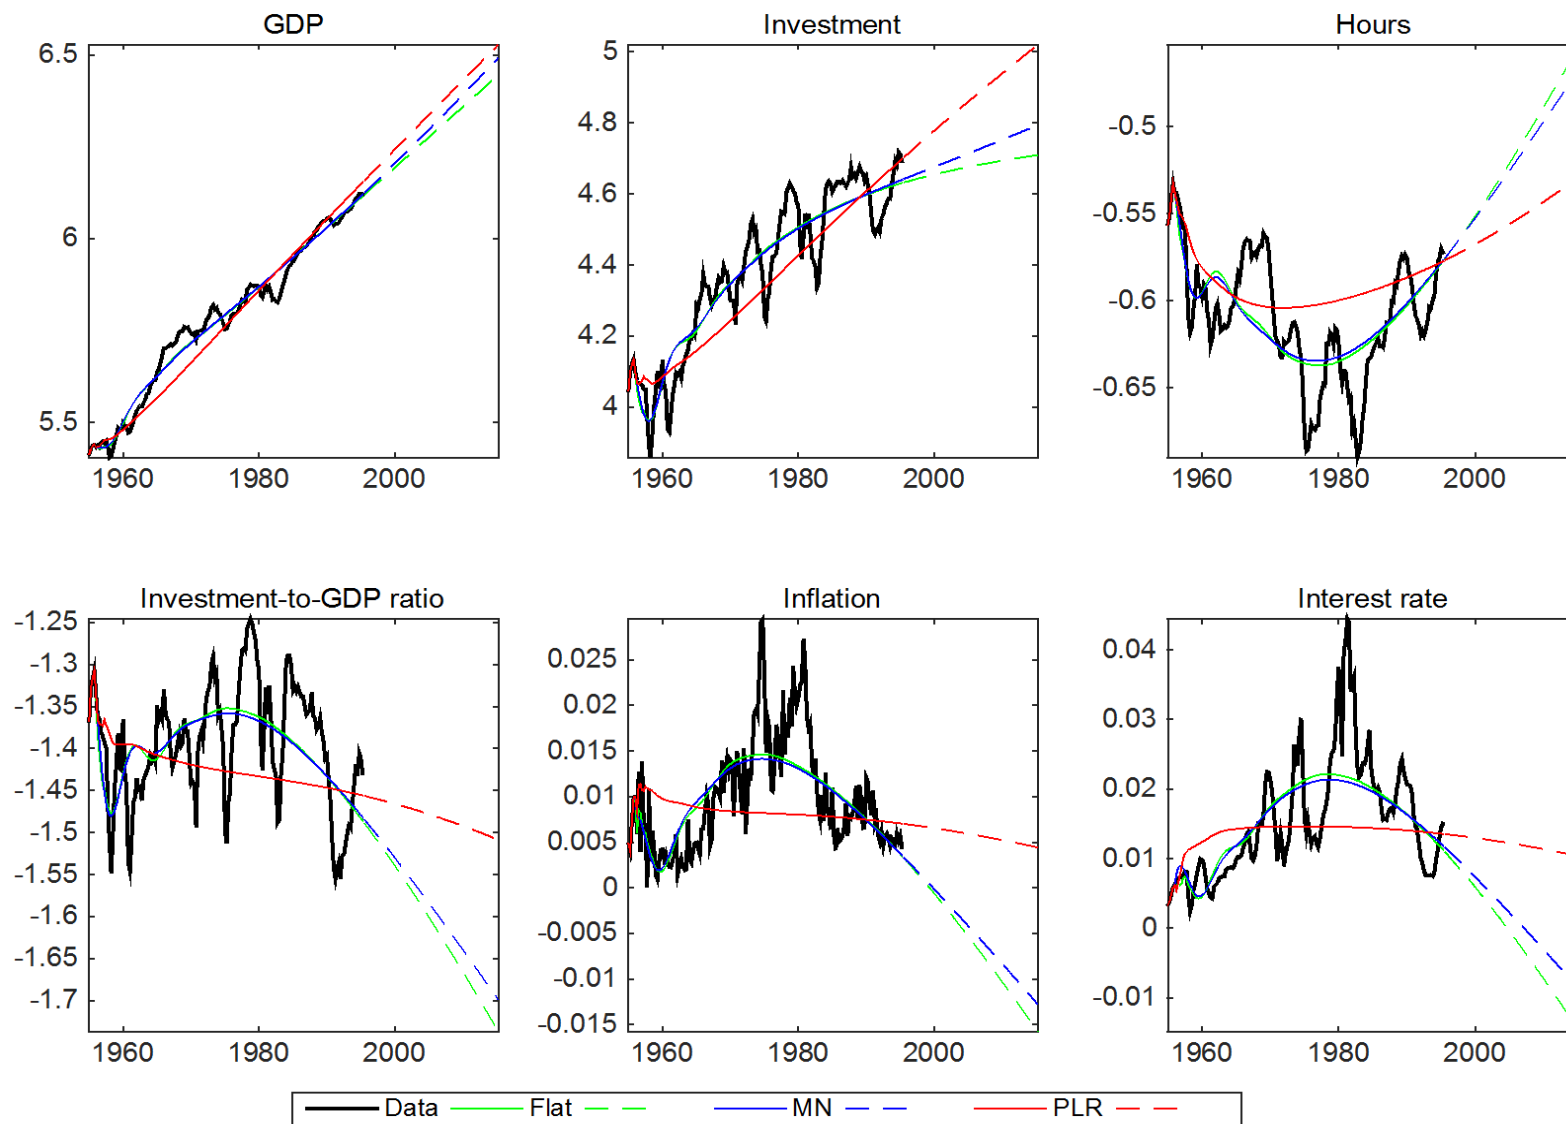 GDP
6.5
6
5.5
1960 1980 2000
Investment
5
4.8
4.6
4.4
4.2
4
1960 1980 2000
Hours
-0.5
-0.55
-0.6
-0.65
1960 1980 2000
Investment-to-GDP ratio
-1.25
-1.3
-1.35
-1.4
-1.45
-1.5
-1.55
-1.6
-1.65
-1.7
1960 1980 2000
Inflation
0.025
0.02
0.015
0.01
0.005
0
-0.005
-0.01
-0.015
1960 1980 2000
Interest rate
0.04
0.03
0.02
0.01
0
-0.01
1960 1980 2000
Data Flat MN PLR